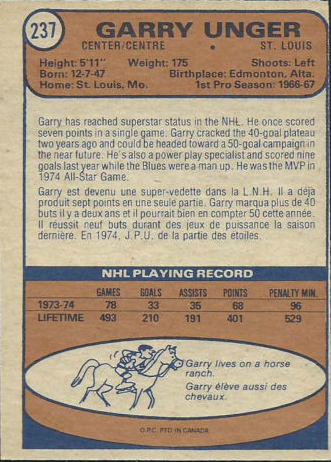 237
GARRY UNGER
CENTER/CENTRE • ST. LOUIS
Height: 5'11" Weight: 175 Shoots: Left
Born: 12-7-47 Birthplace: Edmonton, Alta.
Home: St. Louis, Mo. 1st Pro Season: 1966-67
Garry has reached superstar status in the NHL. He once scored
seven points in a single game. Garry cracked the 40-goal plateau
two years ago and could be headed toward a 50-goal campaign in
the near future. He's also a power play specialist and scored nine
goals last year while the Blues were a man up. He was the MVP in
1974 All-Star Game.
Garry est devenu une super-vedette dans la L.N.H. Il a déja
produit sept points en une seule partie. Garry marqua plus de 40
buts il y a deux ans et il pourrait bien en compter 50 cette année.
Il réussit neuf buts durant des jeux de puissance la saison
dernière. En 1974, J.P.U. de la partie des étoiles.
NHL PLAYING RECORD
GAMES GOALS ASSISTS POINTS PENALTY MIN.
1973-74 78 33 35 68 96
LIFETIME 493 210 191 401 529
Garry lives on a horse
ranch.
Garry élève aussi des
chevaux.
O.P.C. PTD IN CANADA